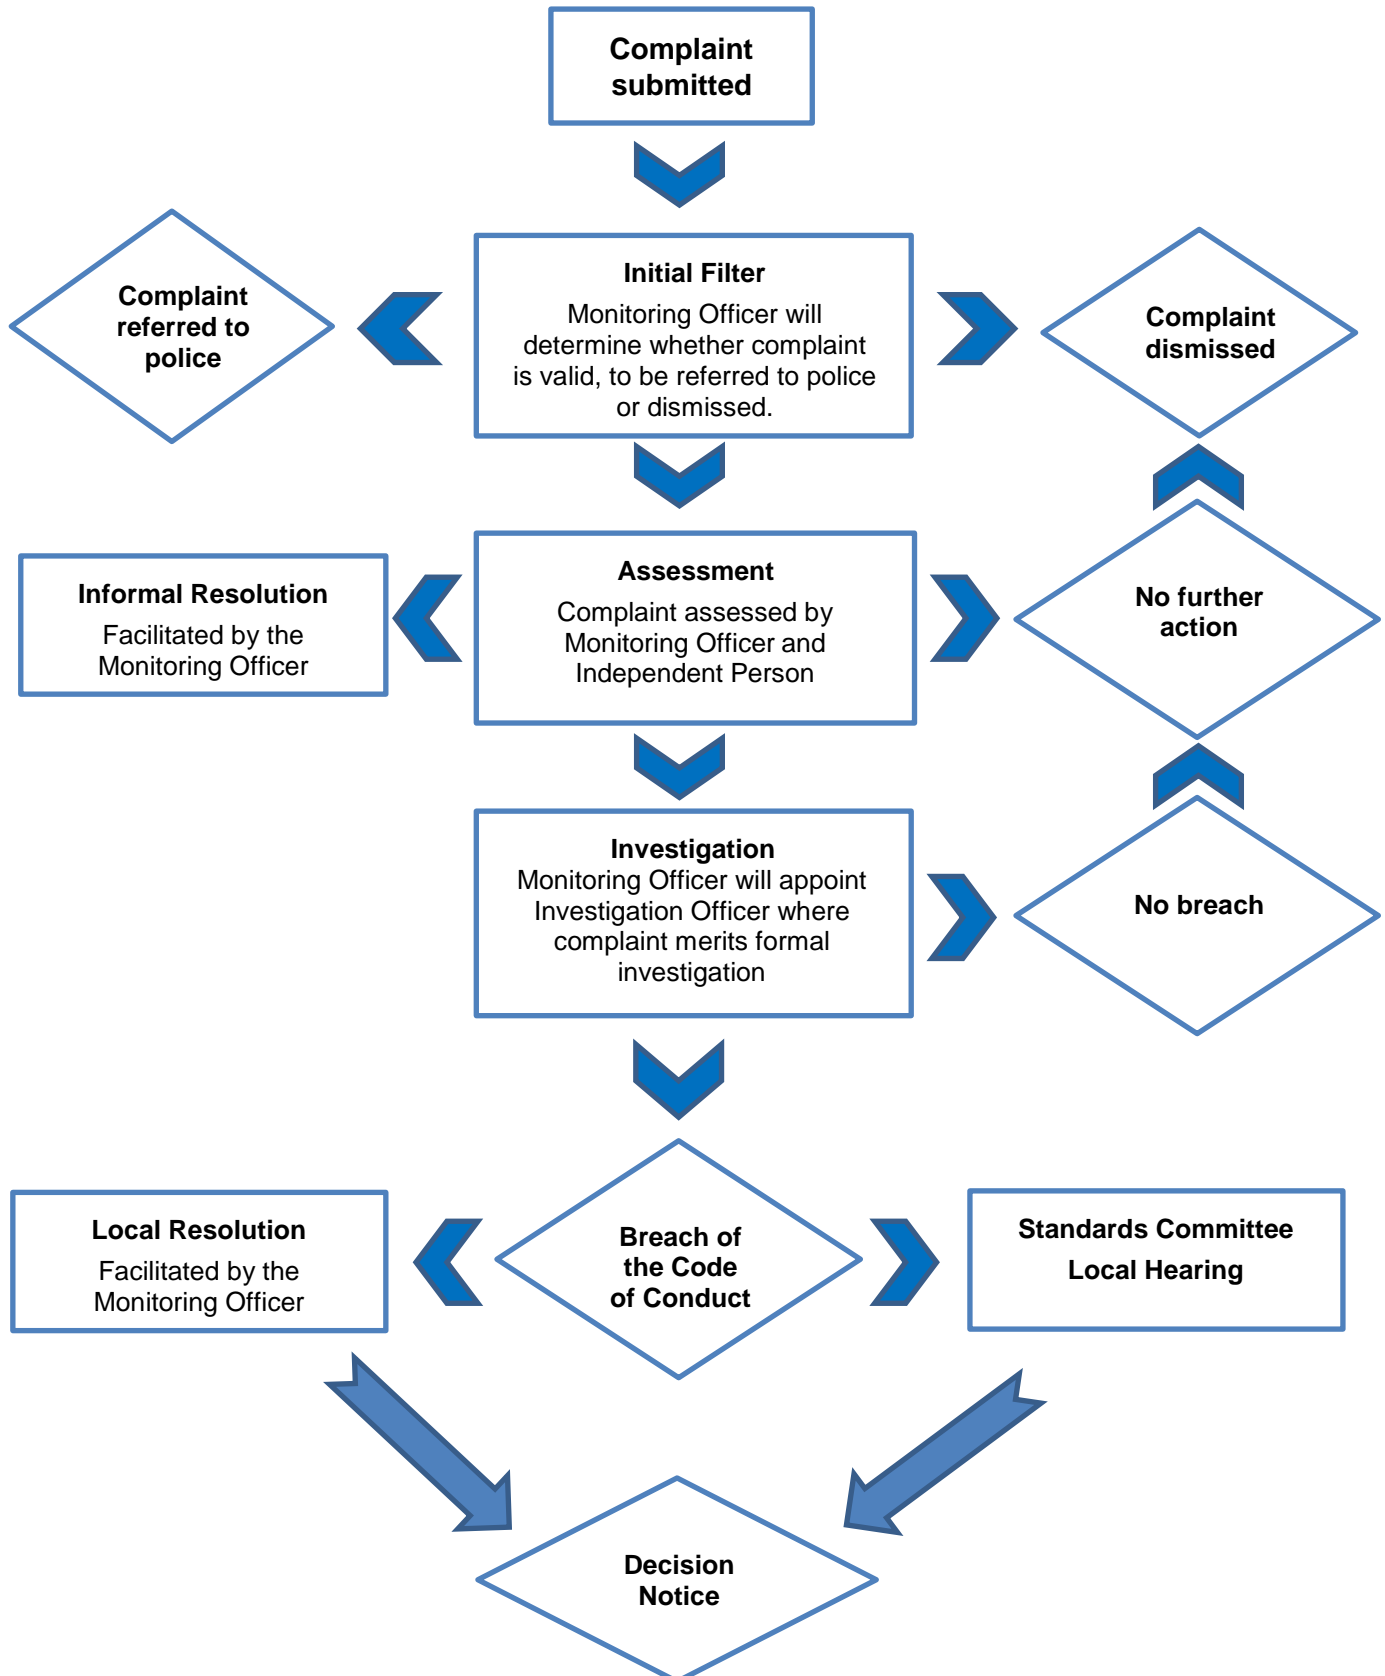 Complaint
submitted
Complaint
referred to
police
Initial Filter
Monitoring Officer will
determine whether complaint
is valid, to be referred to police
or dismissed.
Complaint
dismissed
Informal Resolution
Facilitated by the
Monitoring Officer
Assessment
Complaint assessed by
Monitoring Officer and
Independent Person
No further
action
Investigation
Monitoring Officer will appoint
Investigation Officer where
complaint merits formal
investigation
No breach
Local Resolution
Facilitated by the
Monitoring Officer
Breach of
the Code
of Conduct
Standards Committee
Local Hearing
Decision
Notice